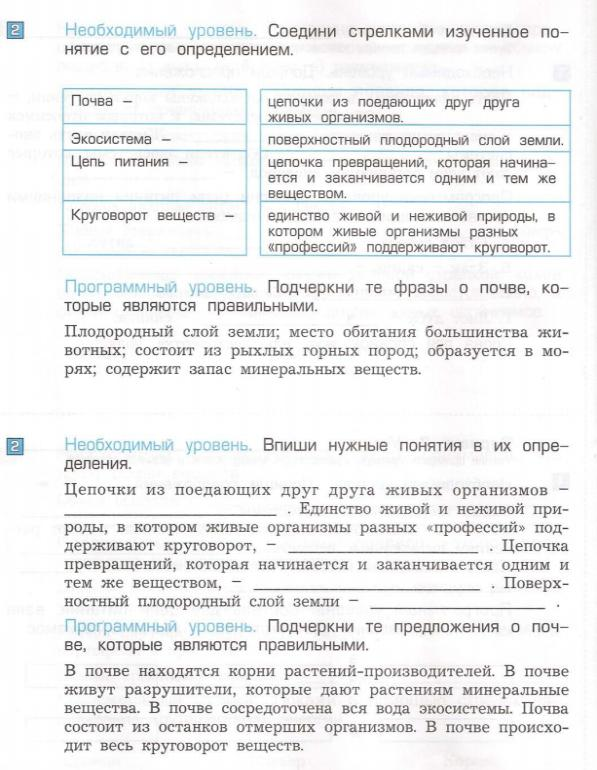 2 Необходимый уровень. Соедини стрелками изученное по-
нятие с его определением.
Почва –
цепочки из поедающих друг друга
живых организмов.
Экосистема –
поверхностный плодородный слой земли.
Цепь питания –
цепочка превращений, которая начина-
ется и заканчивается одним и тем же
веществом.
Круговорот веществ –
единство живой и неживой природы, в
котором живые организмы разных
“профессий” поддерживают круговорот.
Программный уровень. Подчеркни те фразы о почве, ко-
торые являются правильными.
Плодородный слой земли; место обитания большинства жи-
вотных; состоит из рыхлых горных пород; образуется в мо-
рях; содержит запас минеральных веществ.
2 Необходимый уровень. Впиши нужные понятия в их опре-
деления.
Цепочки из поедающих друг друга живых организмов –
. Единство живой и неживой при-
роды, в котором живые организмы разных «профессий» под-
держивают круговорот, – . Цепочка
превращений, которая начинается и заканчивается одним и
тем же веществом, – . Поверх-
ностный плодородный слой земли – .
Программный уровень. Подчеркни те предложения о поч-
ве, которые являются правильными.
В почве находятся корни растений-производителей. В почве
живут разрушители, которые дают растениям минеральные
вещества. В почве сосредоточена вся вода экосистемы. Почва
состоит из останков отмерших организмов. В почве происхо-
дит весь круговорот веществ.